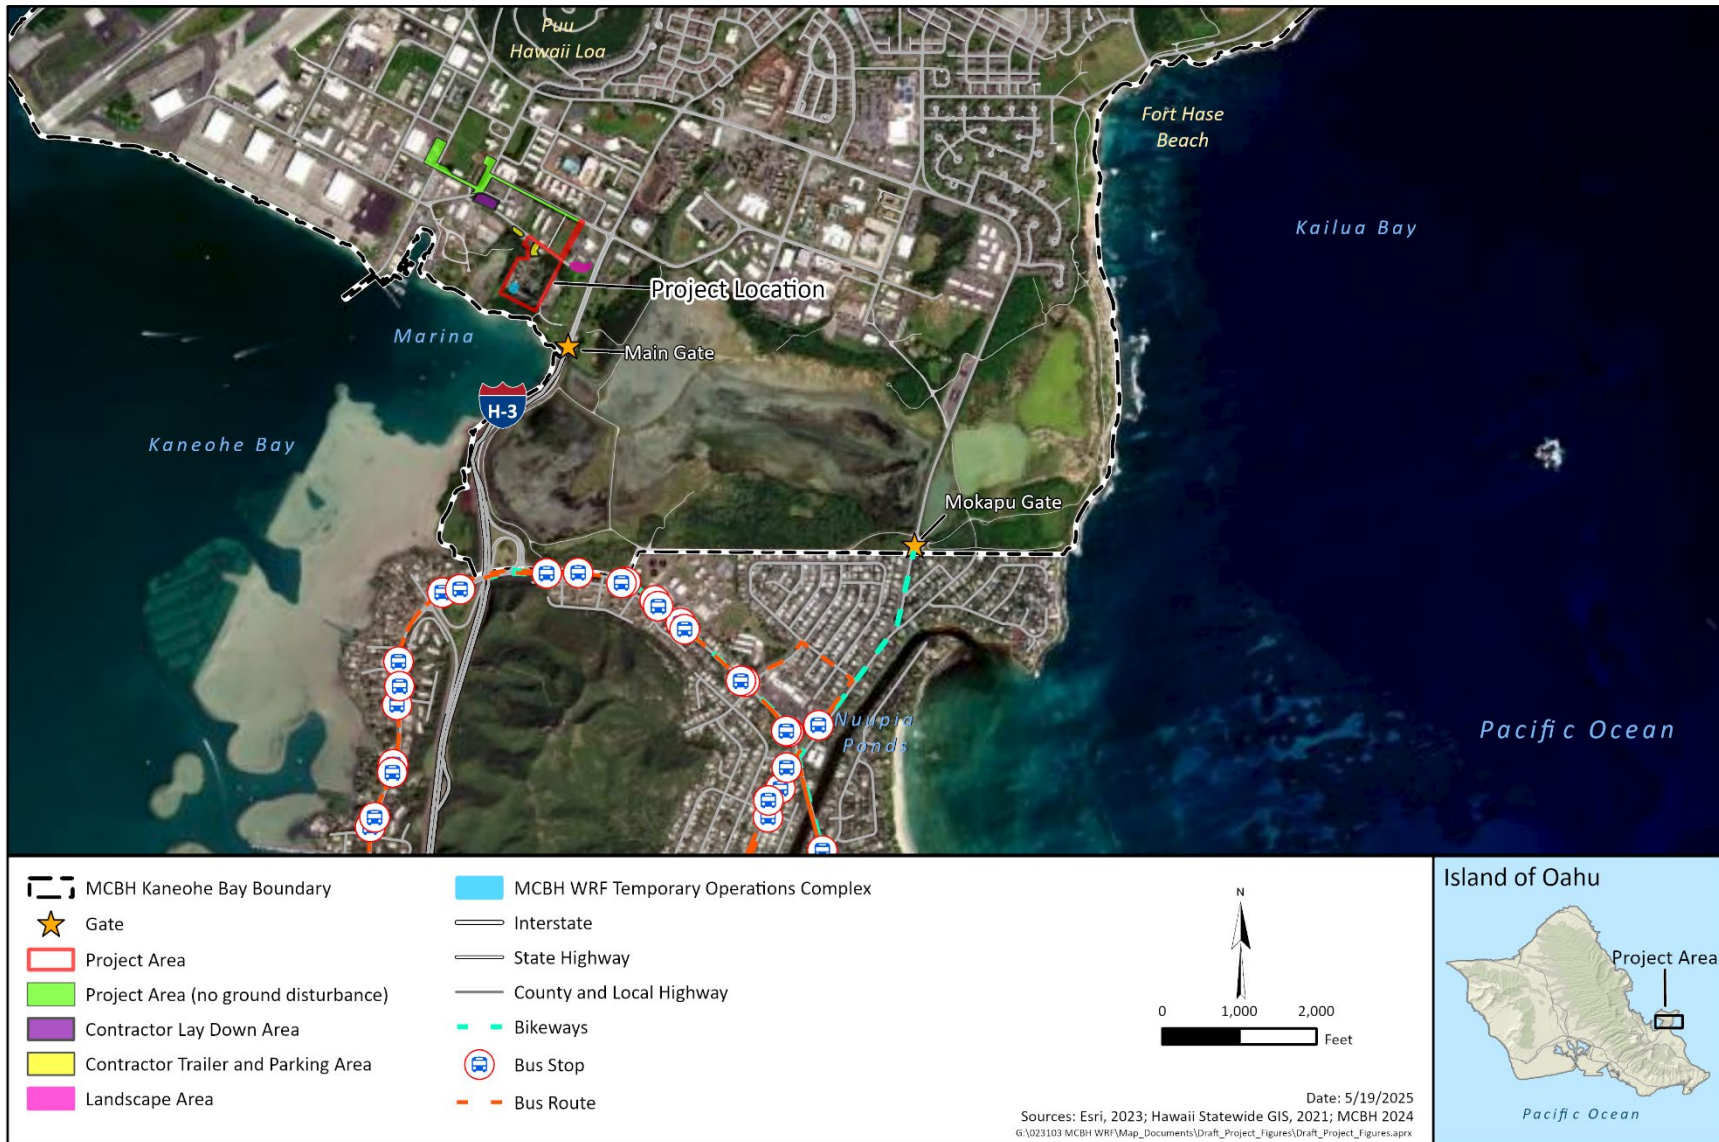 Puu
Hawaii Loa
Fort Hase
Beach
Kailua Bay
Project Location
Marina
Main Gate
H-3
Kaneohe Bay
Mokapu Gate
Nuupia
Ponds
Pacific Ocean
MCBH Kaneohe Bay Boundary
Gate
Project Area
Project Area (no ground disturbance)
Contractor Lay Down Area
Contractor Trailer and Parking Area
Landscape Area
MCBH WRF Temporary Operations Complex
Interstate
State Highway
County and Local Highway
Bikeways
Bus Stop
Bus Route
N
0 1,000 2,000
Feet
Date: 5/19/2025
Sources: Esri, 2023; Hawaii Statewide GIS, 2021; MCBH 2024
G:\023103 MCBH WRF\Map_Documents\Draft_Project_Figures\Draft_Project_Figures.aprx
Island of Oahu
Project Area
Pacific Ocean